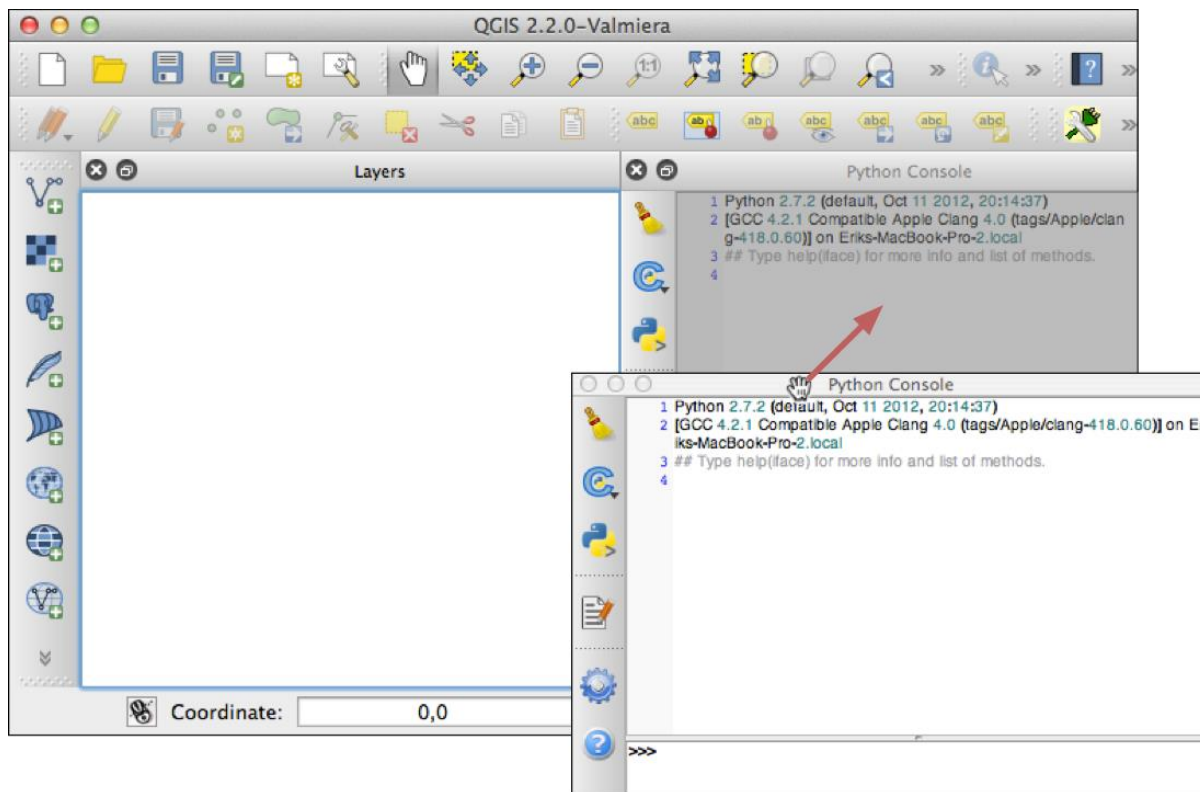 QGIS 2.2.0-Valmiera
1:1
?
abc
ab
ab
abc
abc
abc
abc
Layers
Python Console
1 Python 2.7.2 (default, Oct 11 2012, 20:14:37)
2 [GCC 4.2.1 Compatible Apple Clang 4.0 (tags/Apple/clan
g-418.0.60)] on Eriks-MacBook-Pro-2.local
3 ## Type help(iface) for more info and list of methods.
4
Python Console
1 Python 2.7.2 (default, Oct 11 2012, 20:14:37)
2 [GCC 4.2.1 Compatible Apple Clang 4.0 (tags/Apple/clang-418.0.60)] on Er
iks-MacBook-Pro-2.local
3 ## Type help(iface) for more info and list of methods.
4
Coordinate: 0,0
?
>>>